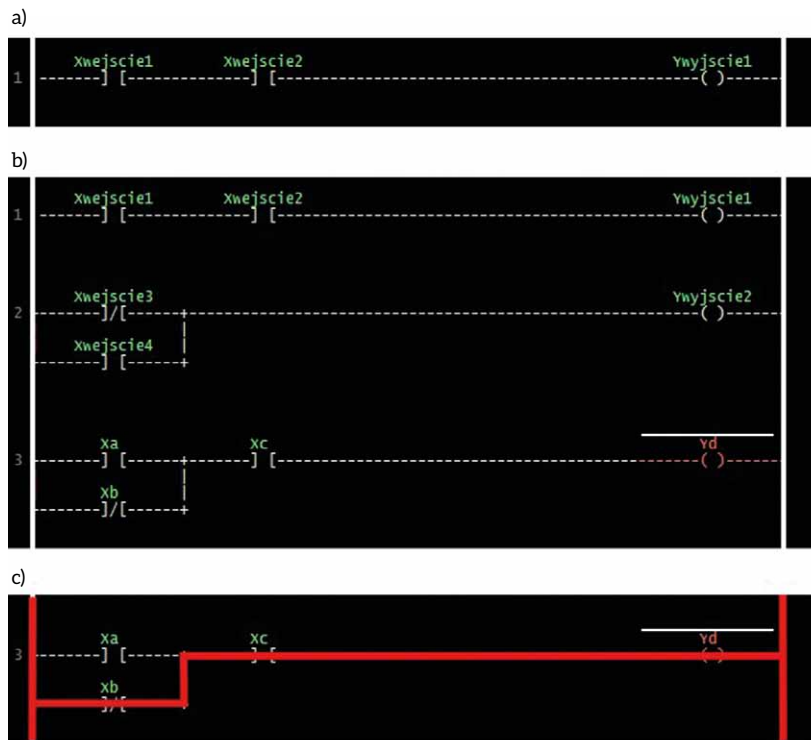 a)
Xwejscie1 Xwejscie2 Ywyjscie1
1 -------] [---------------] [-------------------------------------------------------( )------
b)
Xwejscie1 Xwejscie2 Ywyjscie1
1 -------] [---------------] [-------------------------------------------------------( )------
Xwejscie3 Ywyjscie2
2 -------]/[------+---------------------------------------------------------------( )------
Xwejscie4
-------] [------+
Xa Xc Yd
3 -------] [------+-------] [-------------------------------------------------------( )------
Xb
-------]/[------+
c)
Xa Xc Yd
3 -------] [------ ] [ ( )
Xb
]/[